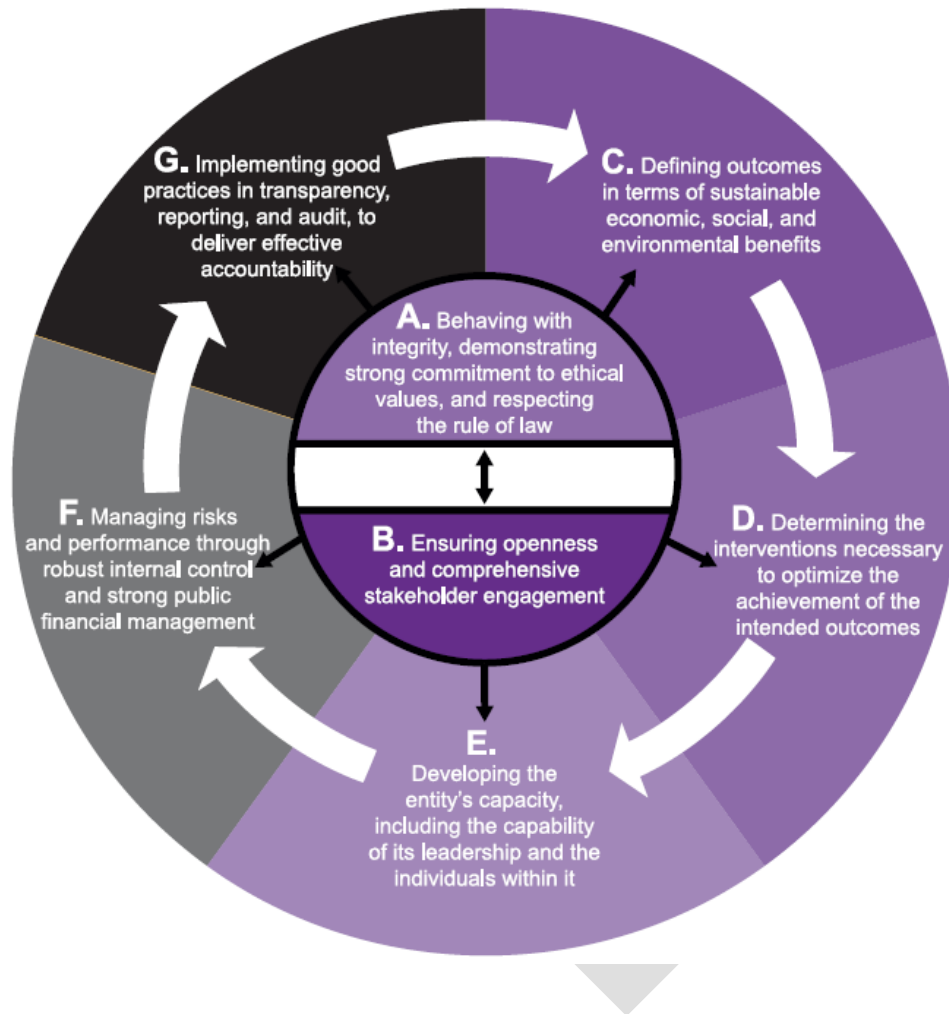 A. Behaving with
integrity, demonstrating
strong commitment to ethical
values, and respecting
the rule of law
B. Ensuring openness
and comprehensive
stakeholder engagement
C. Defining outcomes
in terms of sustainable
economic, social, and
environmental benefits
D. Determining the
interventions necessary
to optimize the
achievement of the
intended outcomes
E.
Developing the
entity's capacity,
including the capability
of its leadership and the
individuals within it
F. Managing risks
and performance through
robust internal control
and strong public
financial management
G. Implementing good
practices in transparency,
reporting, and audit, to
deliver effective
accountability